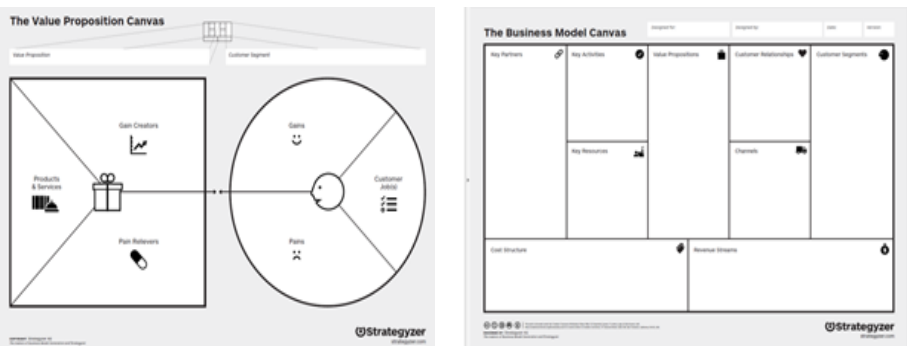 The Value Proposition Canvas
Value Proposition
Customer Segment
Gain Creators
Gains
Products
& Services
Customer
Job(s)
Pain Relievers
Pains
Strategyzer
strategyzer.com
The Business Model Canvas
Designed for:
Designed by:
Date:
Version:
Key Partners
Key Activities
Value Propositions
Customer Relationships
Customer Segments
Key Resources
Channels
Cost Structure
Revenue Streams
Strategyzer
strategyzer.com